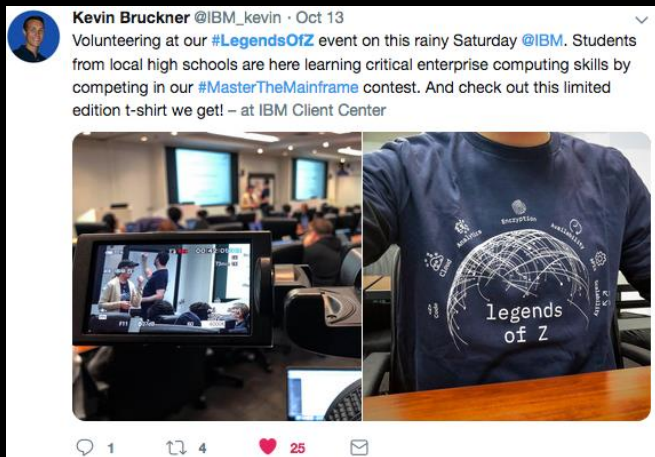 Kevin Bruckner @IBM_kevin · Oct 13
Volunteering at our #LegendsOfZ event on this rainy Saturday @IBM. Students
from local high schools are here learning critical enterprise computing skills by
competing in our #MasterTheMainframe contest. And check out this limited
edition t-shirt we get! – at IBM Client Center
Code
Cloud
Analytics
Encryption
Availability
Scalability
legends
of Z
1 4 25